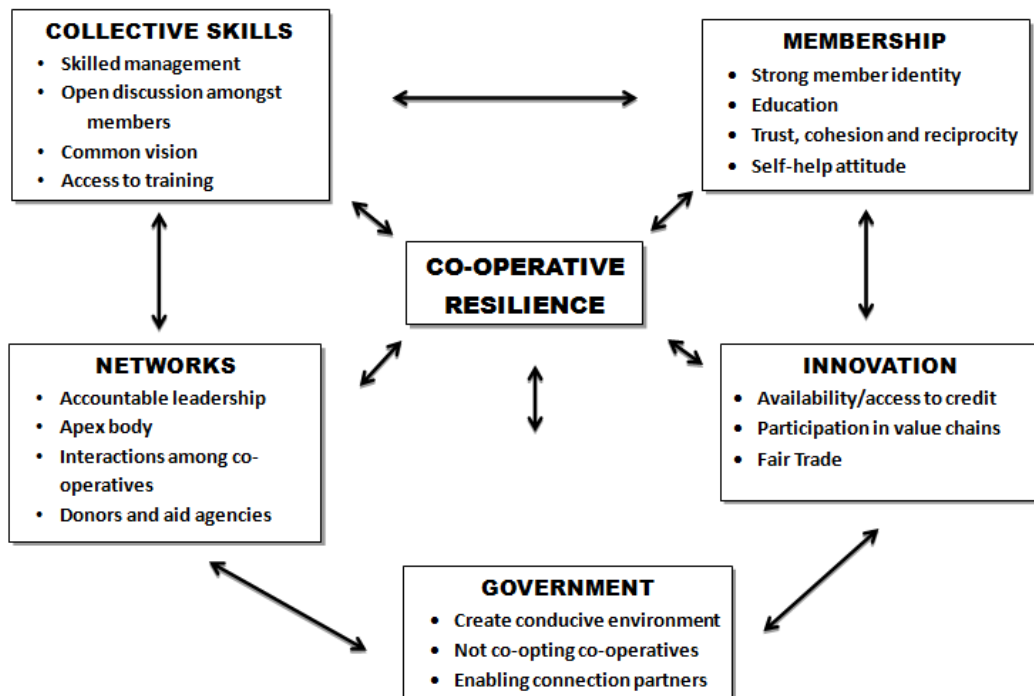 COLLECTIVE SKILLS
• Skilled management
• Open discussion amongst
members
• Common vision
• Access to training
MEMBERSHIP
• Strong member identity
• Education
• Trust, cohesion and reciprocity
• Self-help attitude
CO-OPERATIVE
RESILIENCE
NETWORKS
• Accountable leadership
• Apex body
• Interactions among co-
operatives
• Donors and aid agencies
INNOVATION
• Availability/access to credit
• Participation in value chains
• Fair Trade
GOVERNMENT
• Create conducive environment
• Not co-opting co-operatives
• Enabling connection partners